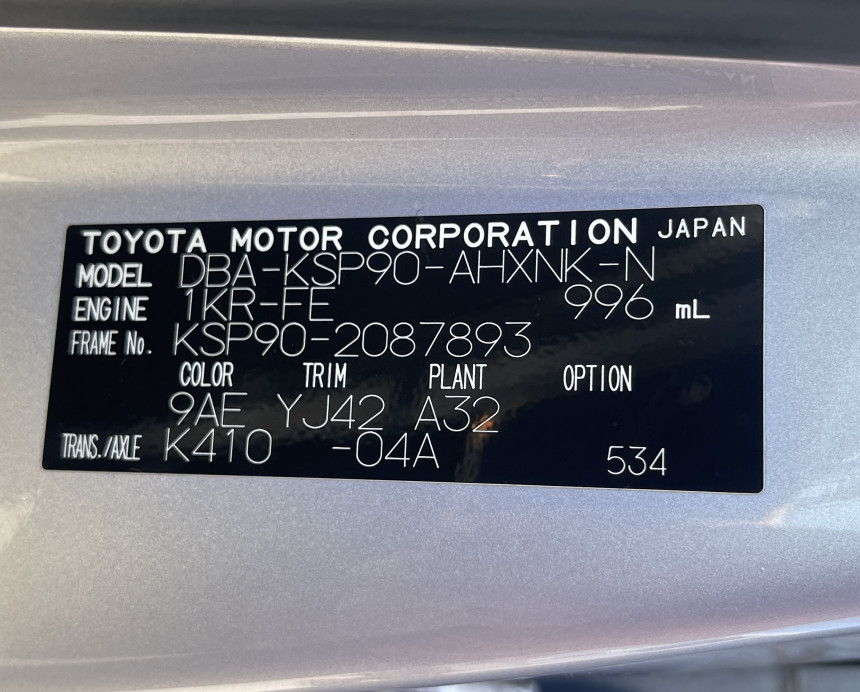 TOYOTA MOTOR CORPORATION JAPAN
MODEL DBA-KSP90-AHXNK-N
ENGINE 1KR-FE 996 mL
FRAME No. KSP90-2087893
COLOR TRIM PLANT OPTION
9AE YJ42 A32
TRANS./AXLE K410 -04A 534